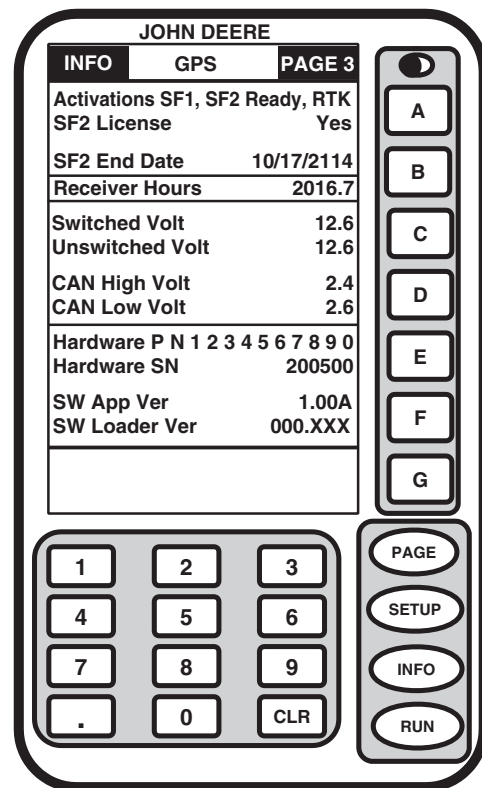 JOHN DEERE
INFO GPS PAGE 3
Activations SF1, SF2 Ready, RTK
SF2 License Yes
SF2 End Date 10/17/2114
Receiver Hours 2016.7
Switched Volt 12.6
Unswitched Volt 12.6
CAN High Volt 2.4
CAN Low Volt 2.6
Hardware P N 1 2 3 4 5 6 7 8 9 0
Hardware SN 200500
SW App Ver 1.00A
SW Loader Ver 000.XXX
A
B
C
D
E
F
G
1 2 3
4 5 6
7 8 9
. 0 CLR
PAGE
SETUP
INFO
RUN